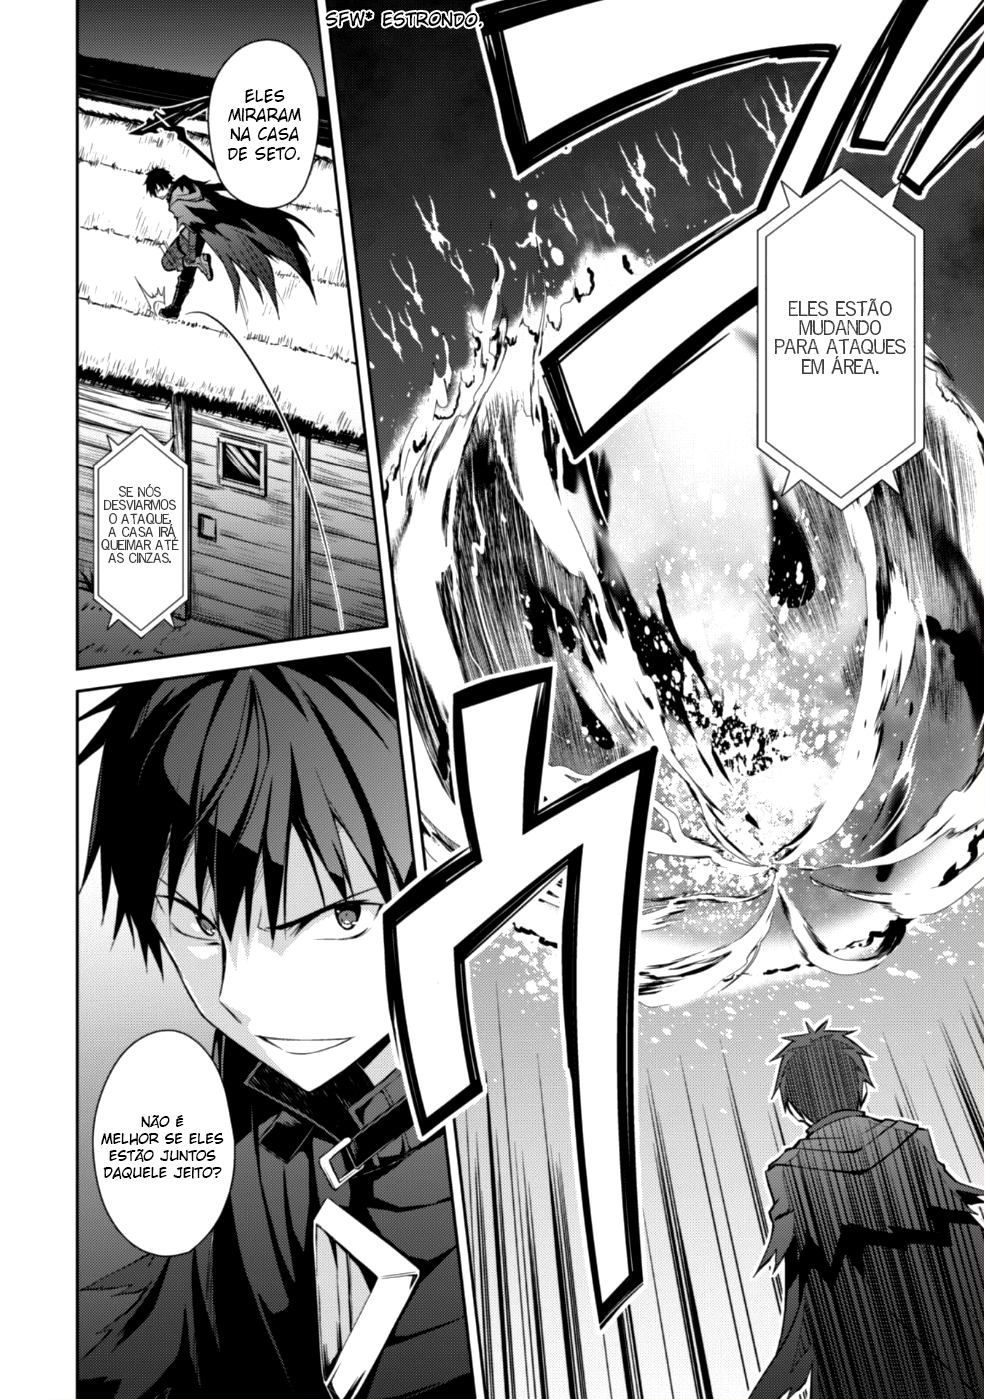 SFW* ESTRONDO.
ELES ESTÃO
MUDANDO
PARA ATAQUES
EM ÁREA.
ELES
MIRARAM
NA CASA
DE SETO.
SE NÓS
DESVIARMOS
O ATAQUE,
A CASA IRÁ
QUEIMAR ATÉ
AS CINZAS.
NÃO É
MELHOR SE ELES
ESTÃO JUNTOS
DAQUELE JEITO?